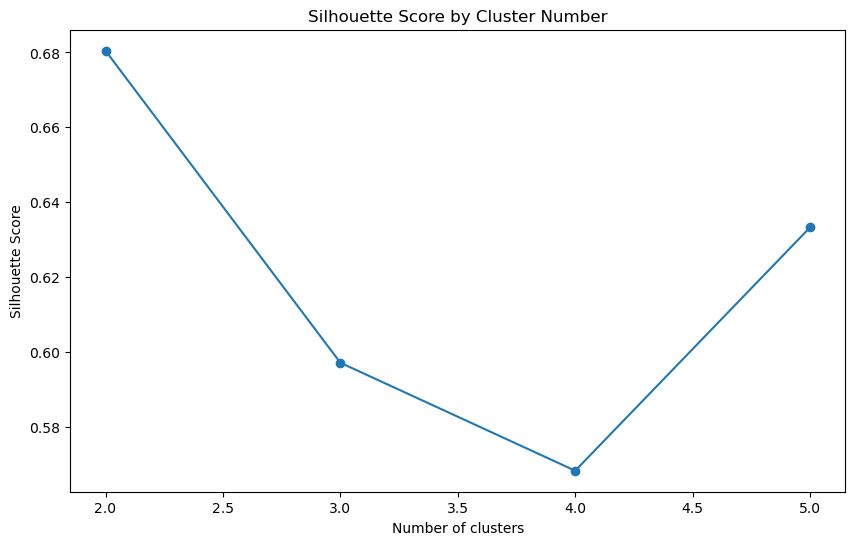 Silhouette Score by Cluster Number
Silhouette Score
0.68
0.66
0.64
0.62
0.60
0.58
2.0 2.5 3.0 3.5 4.0 4.5 5.0
Number of clusters